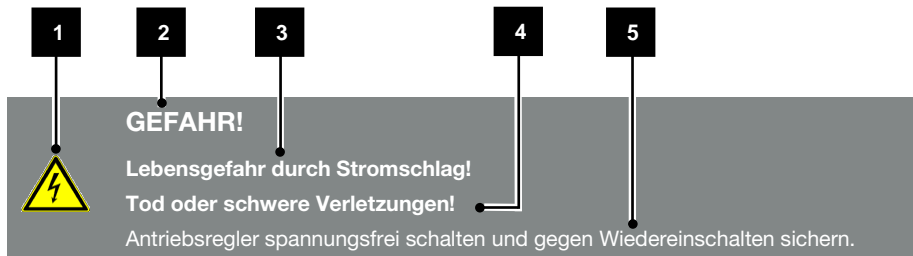 1 2 3 4 5
GEFAHR!
Lebensgefahr durch Stromschlag!
Tod oder schwere Verletzungen!
Antriebsregler spannungsfrei schalten und gegen Wiedereinschalten sichern.